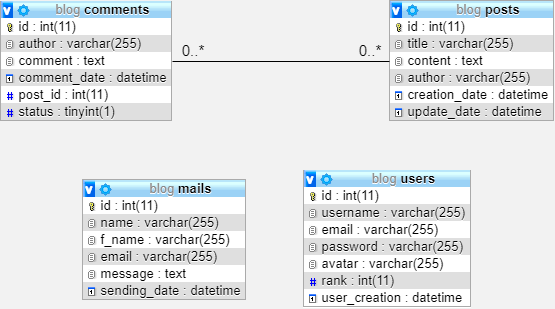 blog comments
id : int(11)
author : varchar(255)
comment : text
comment_date : datetime
post_id : int(11)
status : tinyint(1)
0..*
0..*
blog posts
id : int(11)
title : varchar(255)
content : text
author : varchar(255)
creation_date : datetime
update_date : datetime
blog mails
id : int(11)
name : varchar(255)
f_name : varchar(255)
email : varchar(255)
message : text
sending_date : datetime
blog users
id : int(11)
username : varchar(255)
email : varchar(255)
password : varchar(255)
avatar : varchar(255)
rank : int(11)
user_creation : datetime